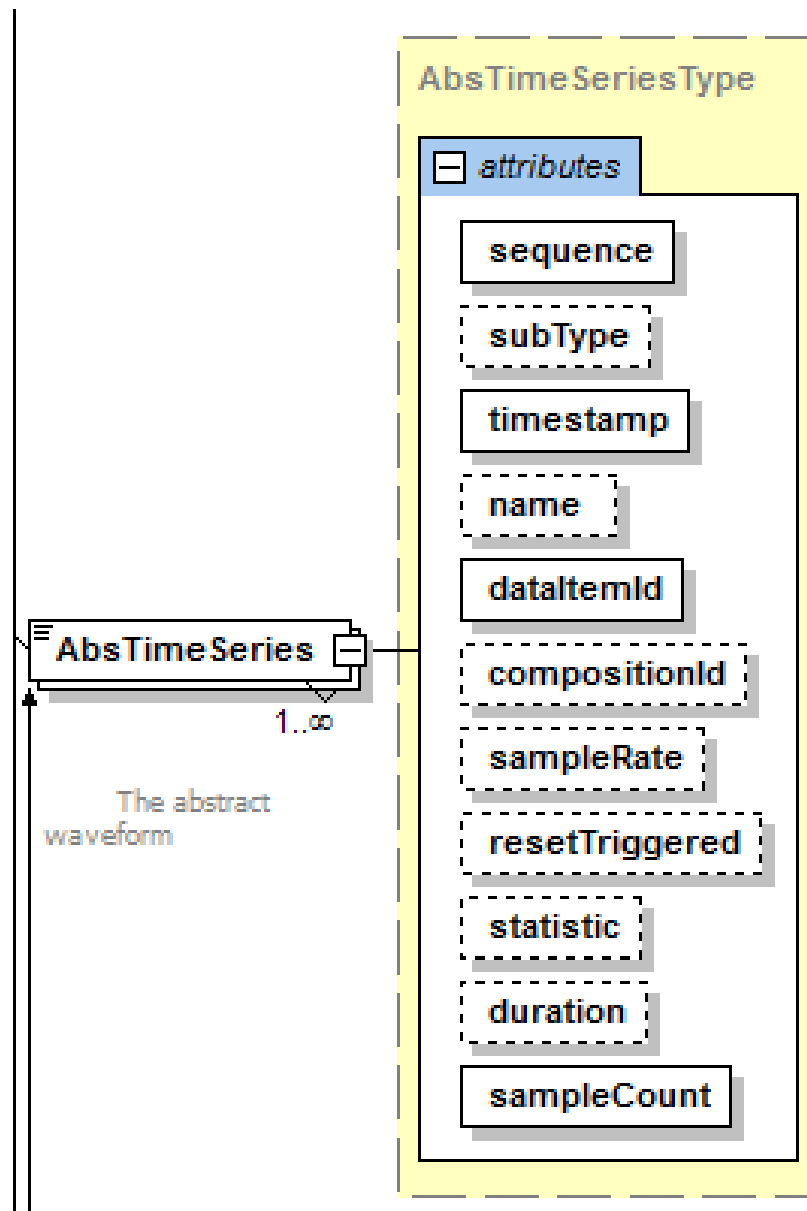 AbsTimeSeriesType
attributes
sequence
subType
timestamp
name
dataItemId
AbsTimeSeries
compositionId
1..∞
sampleRate
The abstract
waveform
resetTriggered
statistic
duration
sampleCount